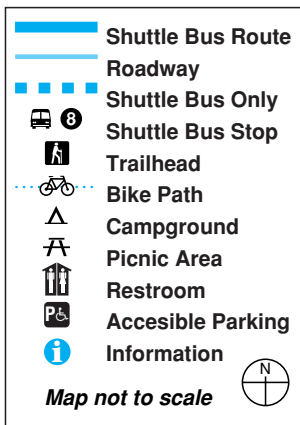 Shuttle Bus Route
Roadway
Shuttle Bus Only
8 Shuttle Bus Stop
Trailhead
Bike Path
Campground
Picnic Area
Restroom
P Accesible Parking
i Information
Map not to scale
N